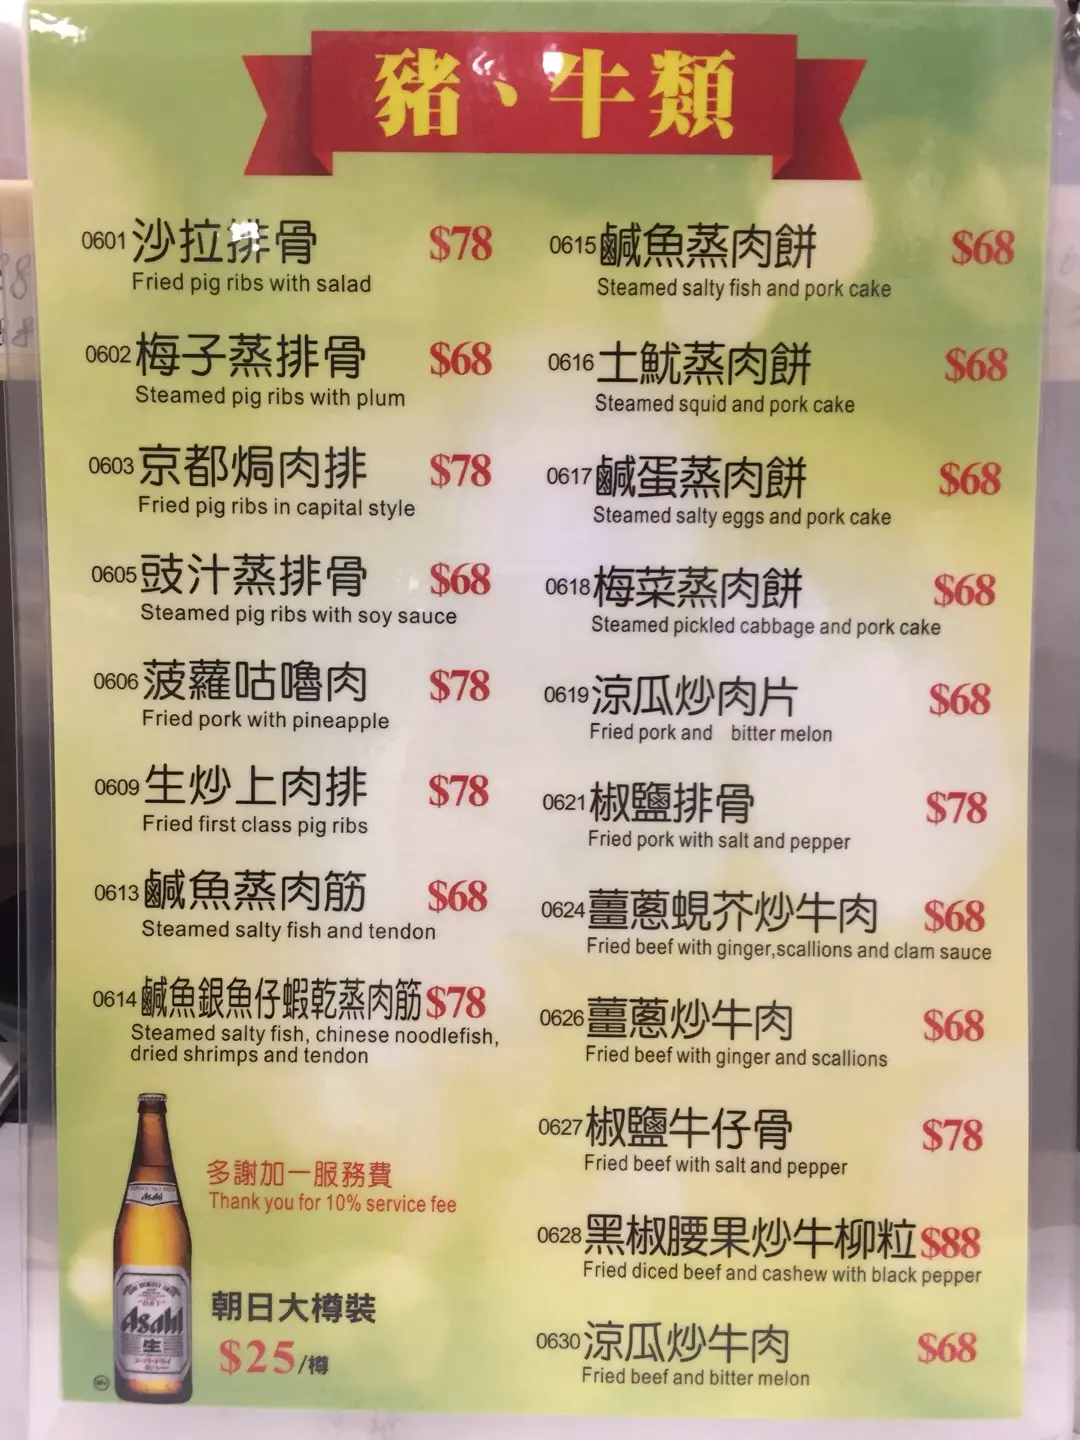 豬、牛類
0601 沙拉排骨 $78
Fried pig ribs with salad
0602 梅子蒸排骨 $68
Steamed pig ribs with plum
0603 京都焗肉排 $78
Fried pig ribs in capital style
0605 豉汁蒸排骨 $68
Steamed pig ribs with soy sauce
0606 菠蘿咕嚕肉 $78
Fried pork with pineapple
0609 生炒上肉排 $78
Fried first class pig ribs
0613 鹹魚蒸肉筋 $68
Steamed salty fish and tendon
0614 鹹魚銀魚仔蝦乾蒸肉筋 $78
Steamed salty fish, chinese noodlefish,
dried shrimps and tendon
多謝加一服務費
Thank you for 10% service fee
朝日大樽裝
$25/樽
Asahi
Asahi
生
0615 鹹魚蒸肉餅 $68
Steamed salty fish and pork cake
0616 土魷蒸肉餅 $68
Steamed squid and pork cake
0617 鹹蛋蒸肉餅 $68
Steamed salty eggs and pork cake
0618 梅菜蒸肉餅 $68
Steamed pickled cabbage and pork cake
0619 涼瓜炒肉片 $68
Fried pork and bitter melon
0621 椒鹽排骨 $78
Fried pork with salt and pepper
0624 薑蔥蜆芥炒牛肉 $68
Fried beef with ginger,scallions and clam sauce
0626 薑蔥炒牛肉 $68
Fried beef with ginger and scallions
0627 椒鹽牛仔骨 $78
Fried beef with salt and pepper
0628 黑椒腰果炒牛柳粒 $88
Fried diced beef and cashew with black pepper
0630 涼瓜炒牛肉 $68
Fried beef and bitter melon